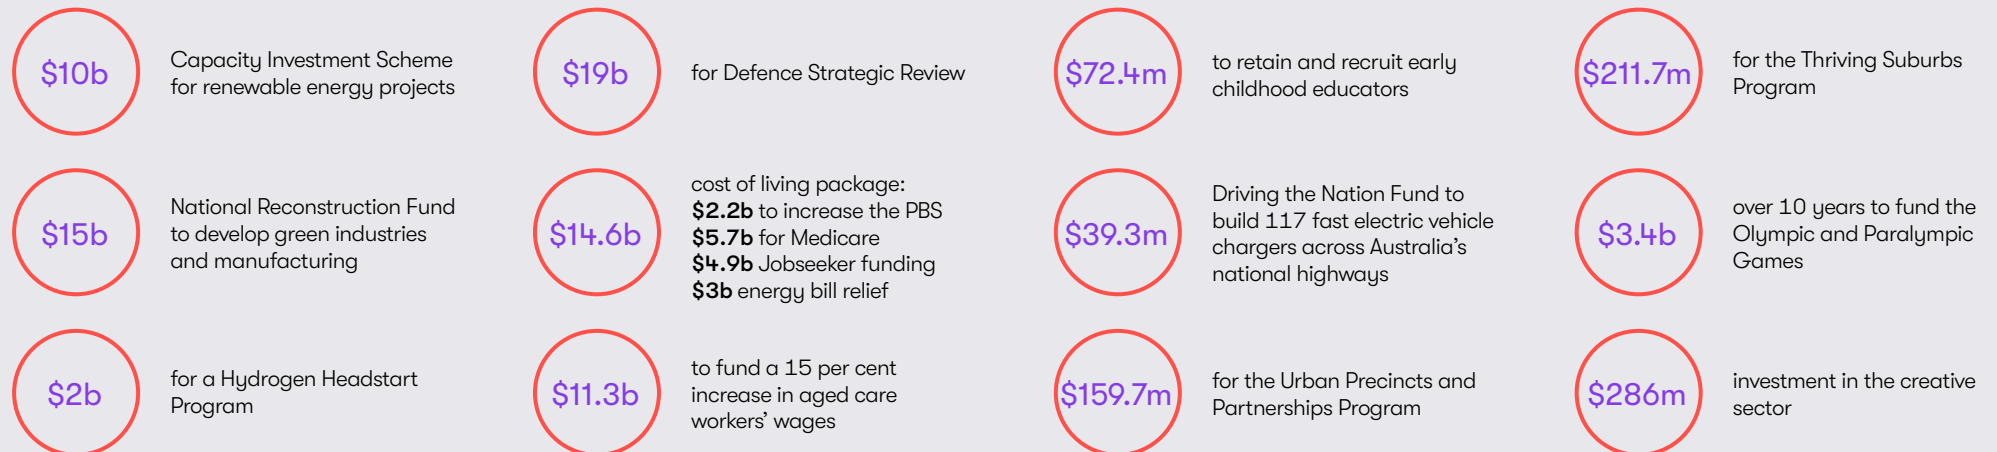 $10b
Capacity Investment Scheme
for renewable energy projects
$19b
for Defence Strategic Review
$72.4m
to retain and recruit early
childhood educators
$211.7m
for the Thriving Suburbs
Program
$15b
National Reconstruction Fund
to develop green industries
and manufacturing
$14.6b
cost of living package:
$2.2b to increase the PBS
$5.7b for Medicare
$4.9b Jobseeker funding
$3b energy bill relief
$39.3m
Driving the Nation Fund to
build 117 fast electric vehicle
chargers across Australia's
national highways
$3.4b
over 10 years to fund the
Olympic and Paralympic
Games
$2b
for a Hydrogen Headstart
Program
$11.3b
to fund a 15 per cent
increase in aged care
workers' wages
$159.7m
for the Urban Precincts and
Partnerships Program
$286m
investment in the creative
sector